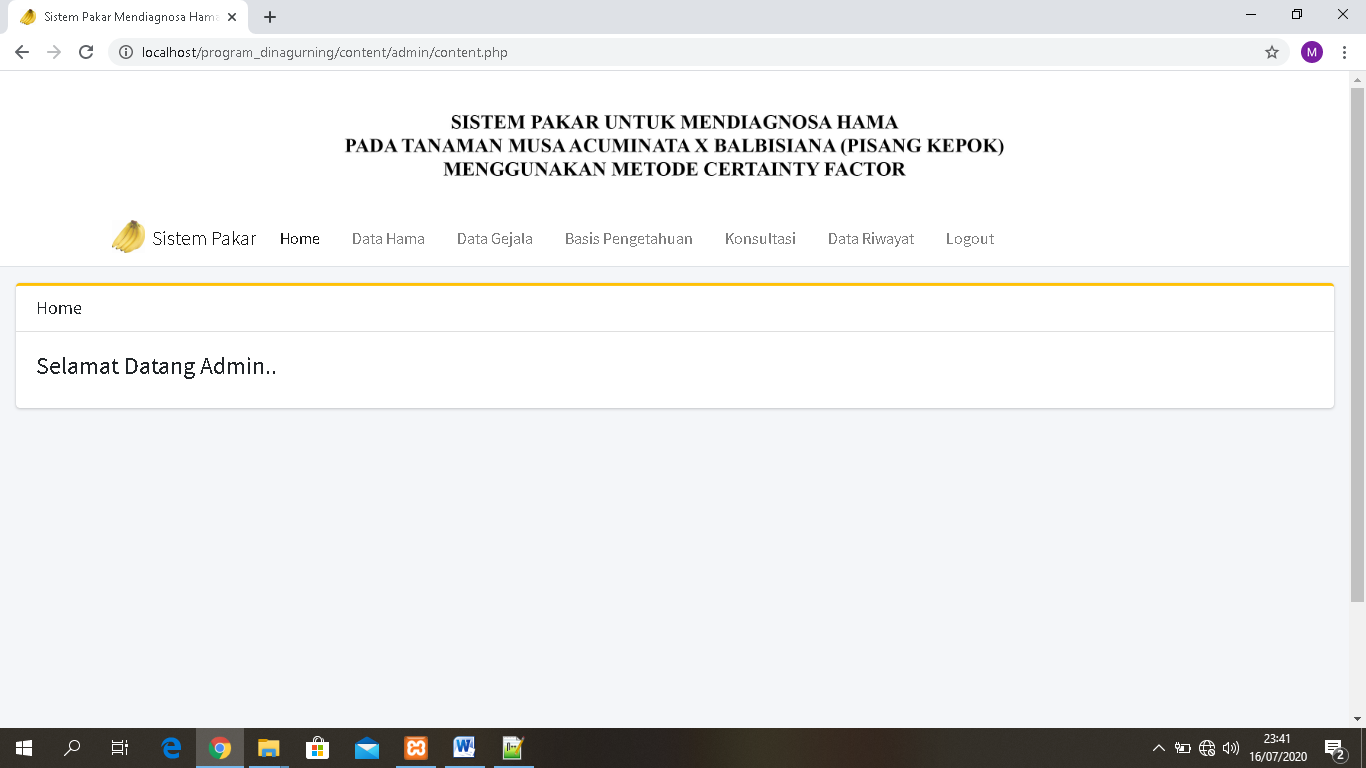 Sistem Pakar Mendiagnosa Hama
localhost/program_dinagurning/content/admin/content.php
M
SISTEM PAKAR UNTUK MENDIAGNOSA HAMA
PADA TANAMAN MUSA ACUMINATA X BALBISIANA (PISANG KEPOK)
MENGGUNAKAN METODE CERTAINTY FACTOR
Sistem Pakar Home Data Hama Data Gejala Basis Pengetahuan Konsultasi Data Riwayat Logout
Home
Selamat Datang Admin..
23:41
16/07/2020
2